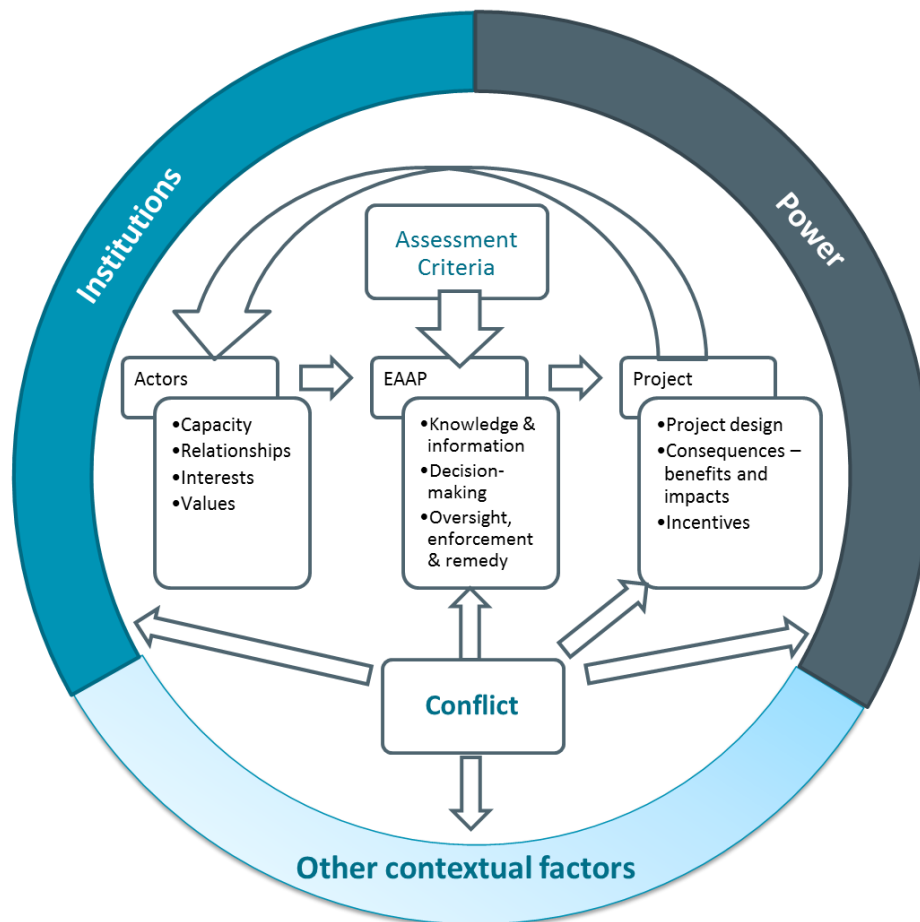 Institutions
Power
Assessment
Criteria
Actors
•Capacity
•Relationships
•Interests
•Values
EAAP
•Knowledge &
information
•Decision-
making
•Oversight,
enforcement
& remedy
Project
•Project design
•Consequences –
benefits and
impacts
•Incentives
Conflict
Other contextual factors